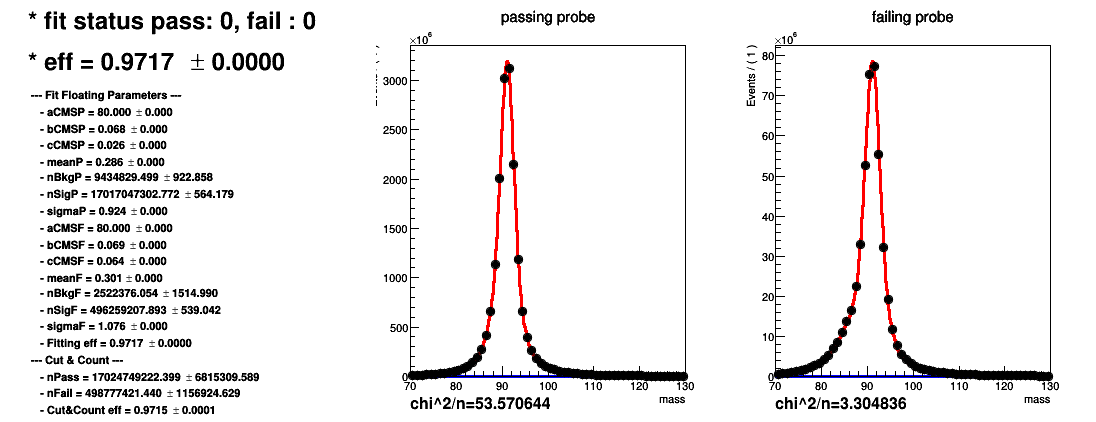 * fit status pass: 0, fail : 0
* eff = 0.9717 ± 0.0000
--- Fit Floating Parameters ---
- aCMSP = 80.000 ± 0.000
- bCMSP = 0.068 ± 0.000
- cCMSP = 0.026 ± 0.000
- meanP = 0.286 ± 0.000
- nBkgP = 9434829.499 ± 922.858
- nSigP = 17017047302.772 ± 564.179
- sigmaP = 0.924 ± 0.000
- aCMSF = 80.000 ± 0.000
- bCMSF = 0.069 ± 0.000
- cCMSF = 0.064 ± 0.000
- meanF = 0.301 ± 0.000
- nBkgF = 2522376.054 ± 1514.990
- nSigF = 496259207.893 ± 539.042
- sigmaF = 1.076 ± 0.000
- Fitting eff = 0.9717 ± 0.0000
--- Cut & Count ---
- nPass = 17024749222.399 ± 6815309.589
- nFail = 498777421.440 ± 1156924.629
- Cut&Count eff = 0.9715 ± 0.0001
passing probe
×10^6
3000
2500
2000
1500
1000
500
0
70 80 90 100 110 120 130
mass
chi^2/n=53.570644
failing probe
×10^6
Events / ( 1 )
80
70
60
50
40
30
20
10
0
70 80 90 100 110 120 130
mass
chi^2/n=3.304836